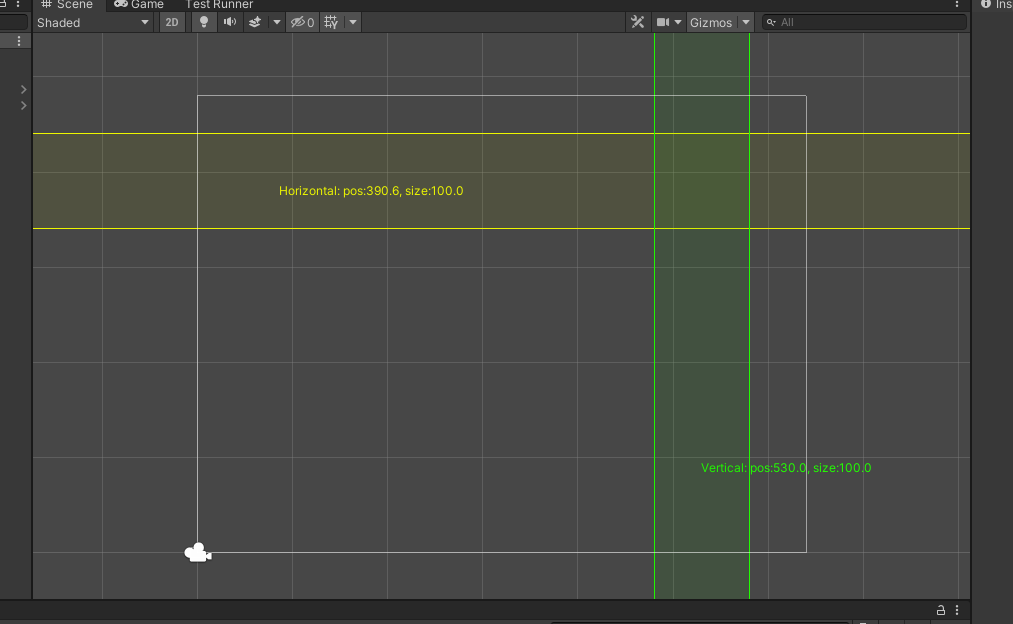 Scene Game Test Runner Ins
Shaded 2D 0 Gizmos All
Horizontal: pos:390.6, size:100.0
Vertical: pos:530.0, size:100.0